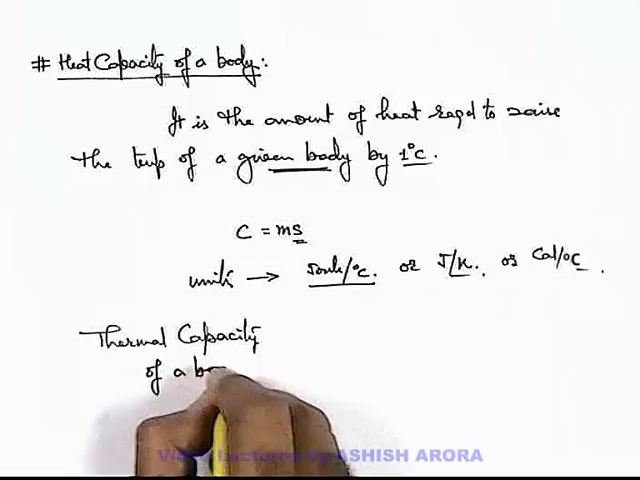 # Heat Capacity of a body:
It is the amount of heat reqd to raise
the temp of a given body by 1°C.
C = ms
units → Joule/°C. or J/K. or Cal/°C.
Thermal Capacity
of a bo
Video Lectures by ASHISH ARORA